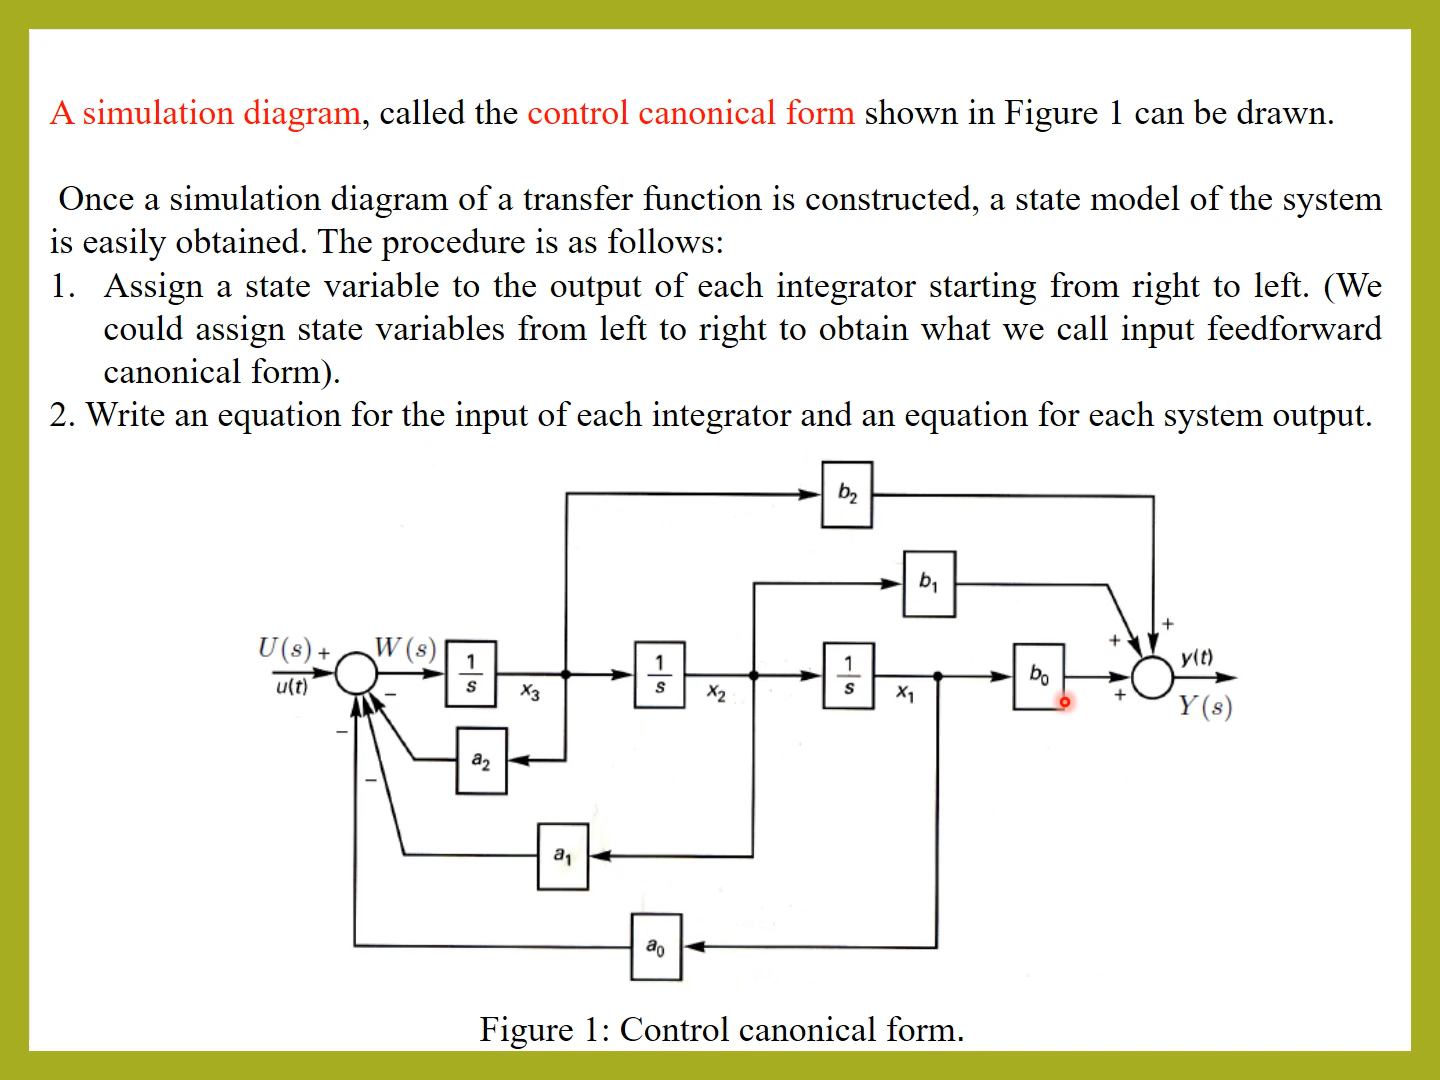 A simulation diagram, called the control canonical form shown in Figure 1 can be drawn.
Once a simulation diagram of a transfer function is constructed, a state model of the system
is easily obtained. The procedure is as follows:
1. Assign a state variable to the output of each integrator starting from right to left. (We
could assign state variables from left to right to obtain what we call input feedforward
canonical form).
2. Write an equation for the input of each integrator and an equation for each system output.
b₂
b₁
U(s) + W(s) 1/s x₃ 1/s x₂ 1/s x₁ b₀ + + + y(t)
u(t) − Y(s)
−
a₂
−
a₁
a₀
Figure 1: Control canonical form.